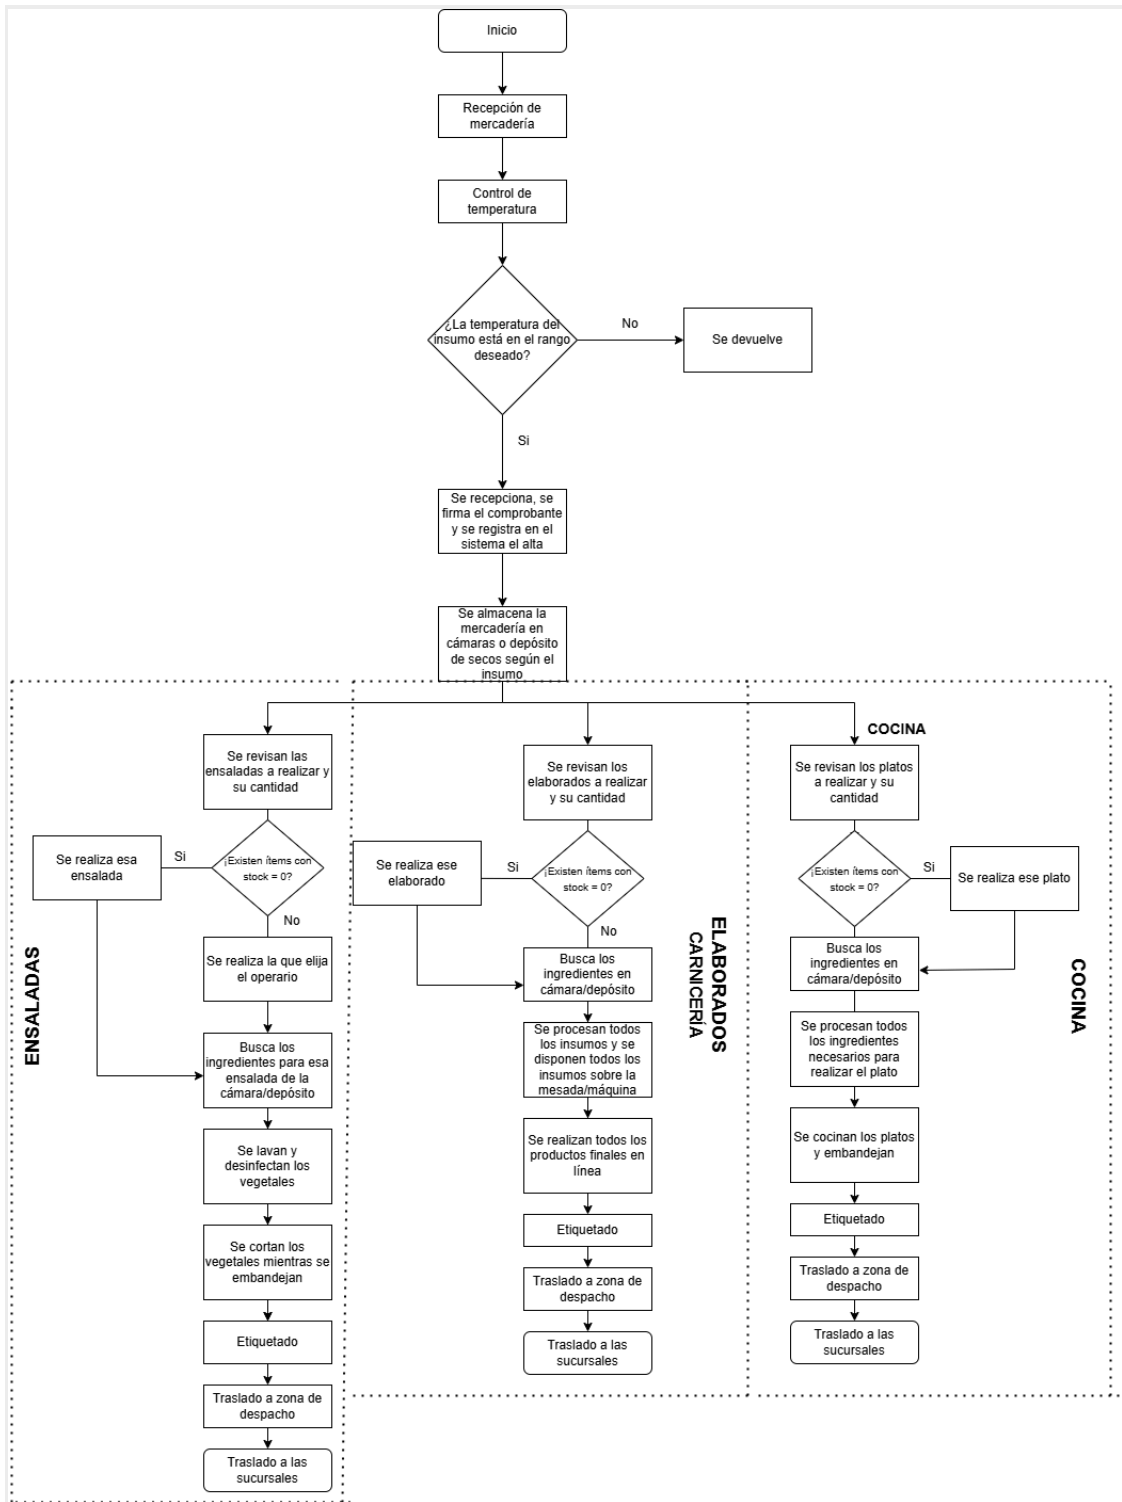 Inicio
Recepción de
mercadería
Control de
temperatura
¿La temperatura del
insumo está en el rango
deseado?
No
Se devuelve
Si
Se recepciona, se
firma el comprobante
y se registra en el
sistema el alta
Se almacena la
mercadería en
cámaras o depósito
de secos según el
insumo
ENSALADAS
Se revisan las
ensaladas a realizar y
su cantidad
¡Existen ítems con
stock = 0?
Si
Se realiza esa
ensalada
No
Se realiza la que elija
el operario
Busca los
ingredientes para esa
ensalada de la
cámara/depósito
Se lavan y
desinfectan los
vegetales
Se cortan los
vegetales mientras se
embandejan
Etiquetado
Traslado a zona de
despacho
Traslado a las
sucursales
ELABORADOS
CARNICERÍA
Se revisan los
elaborados a realizar
y su cantidad
¡Existen ítems con
stock = 0?
Si
Se realiza ese
elaborado
No
Busca los
ingredientes en
cámara/depósito
Se procesan todos
los insumos y se
disponen todos los
insumos sobre la
mesada/máquina
Se realizan todos los
productos finales en
línea
Etiquetado
Traslado a zona de
despacho
Traslado a las
sucursales
COCINA
COCINA
Se revisan los platos
a realizar y su
cantidad
¡Existen ítems con
stock = 0?
Si
Se realiza ese plato
Busca los
ingredientes en
cámara/depósito
Se procesan todos
los ingredientes
necesarios para
realizar el plato
Se cocinan los platos
y embandejan
Etiquetado
Traslado a zona de
despacho
Traslado a las
sucursales